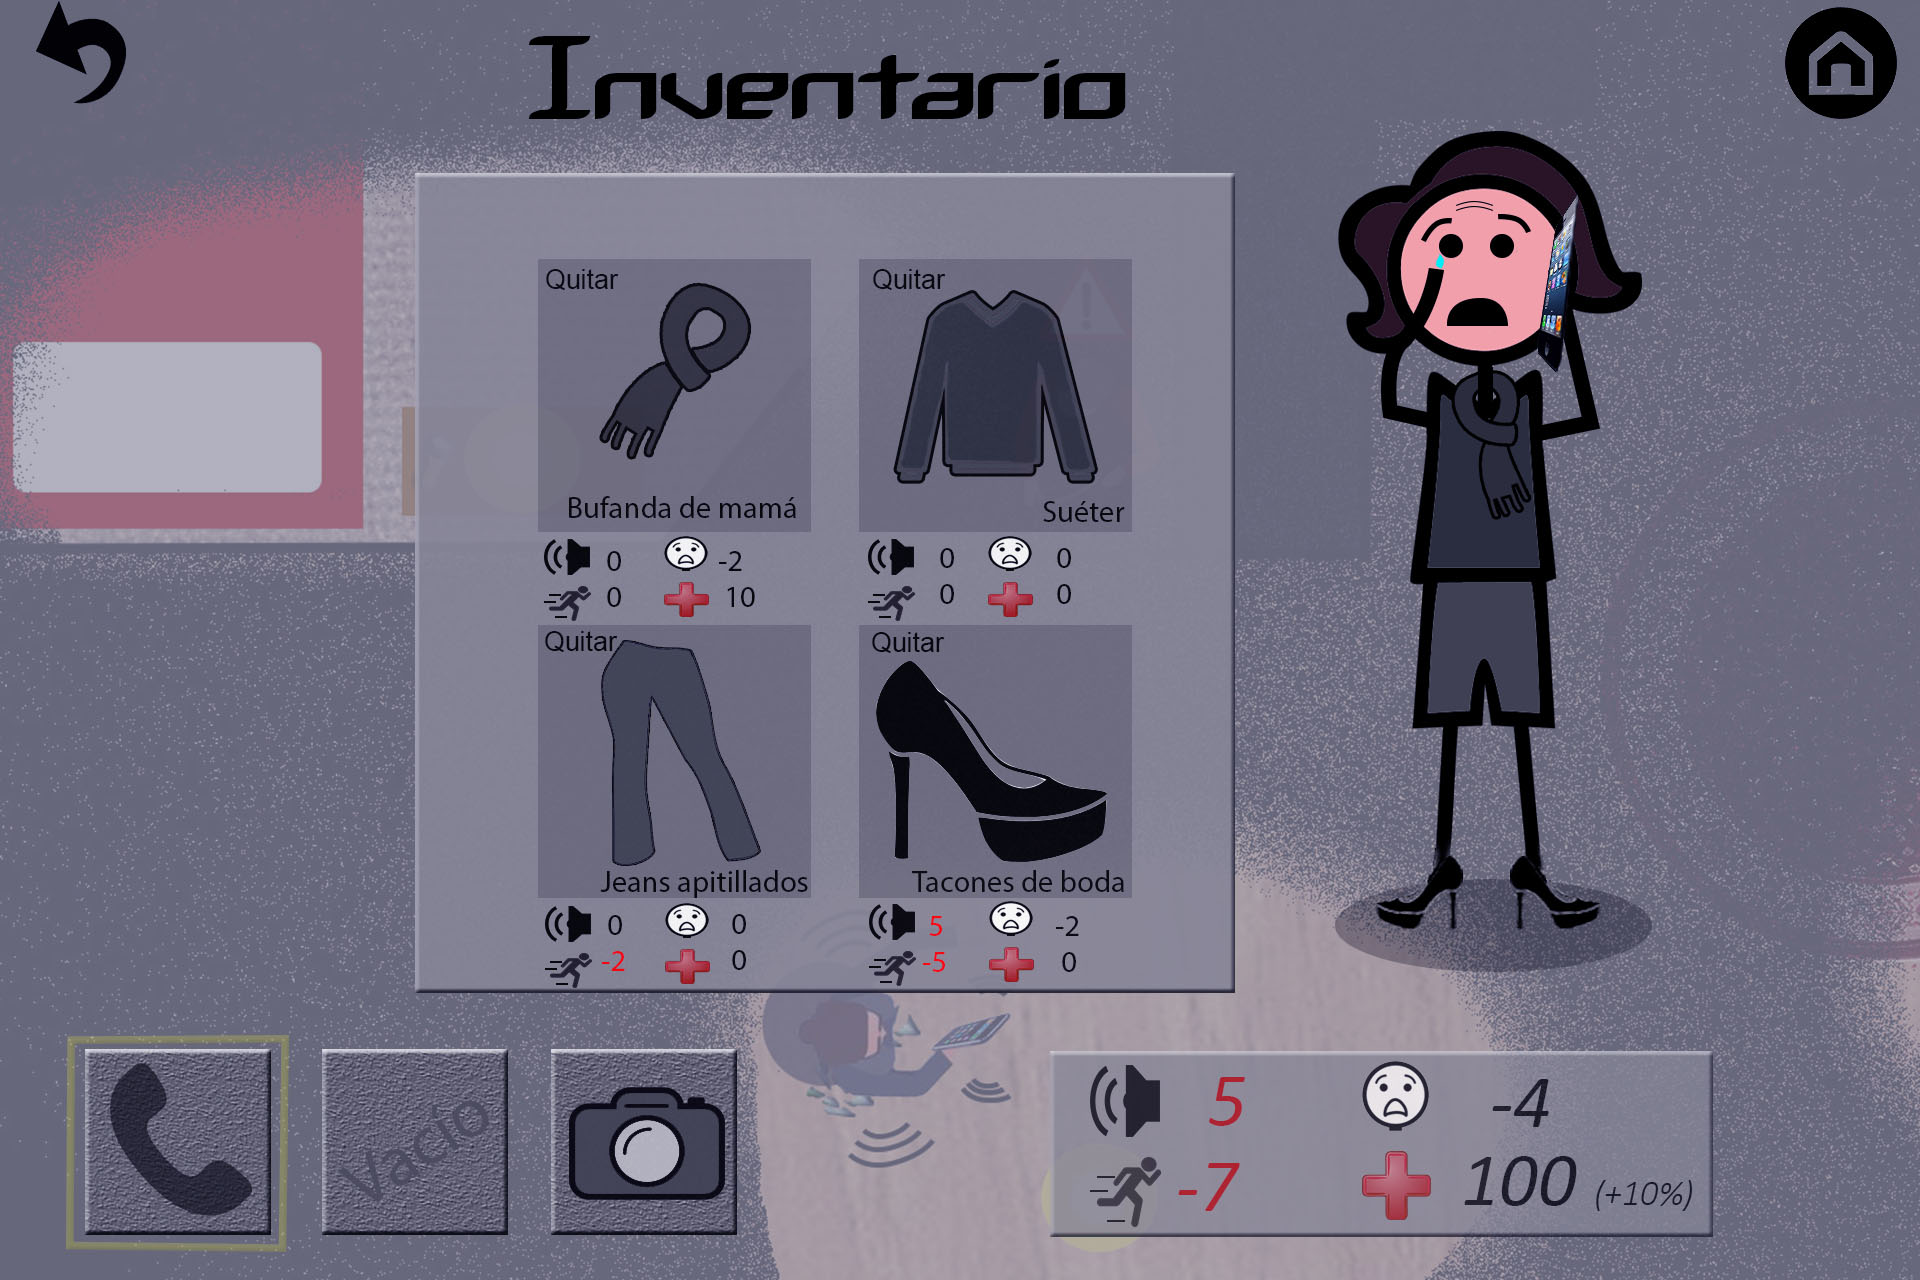 Inventario
Quitar
Quitar
Bufanda de mamá
Suéter
0 -2
0 0
0 10
0 0
Quitar
Quitar
Jeans apitillados
Tacones de boda
0 0
5 -2
-2 0
-5 0
Vacío
5 -4
-7 100 (+10%)